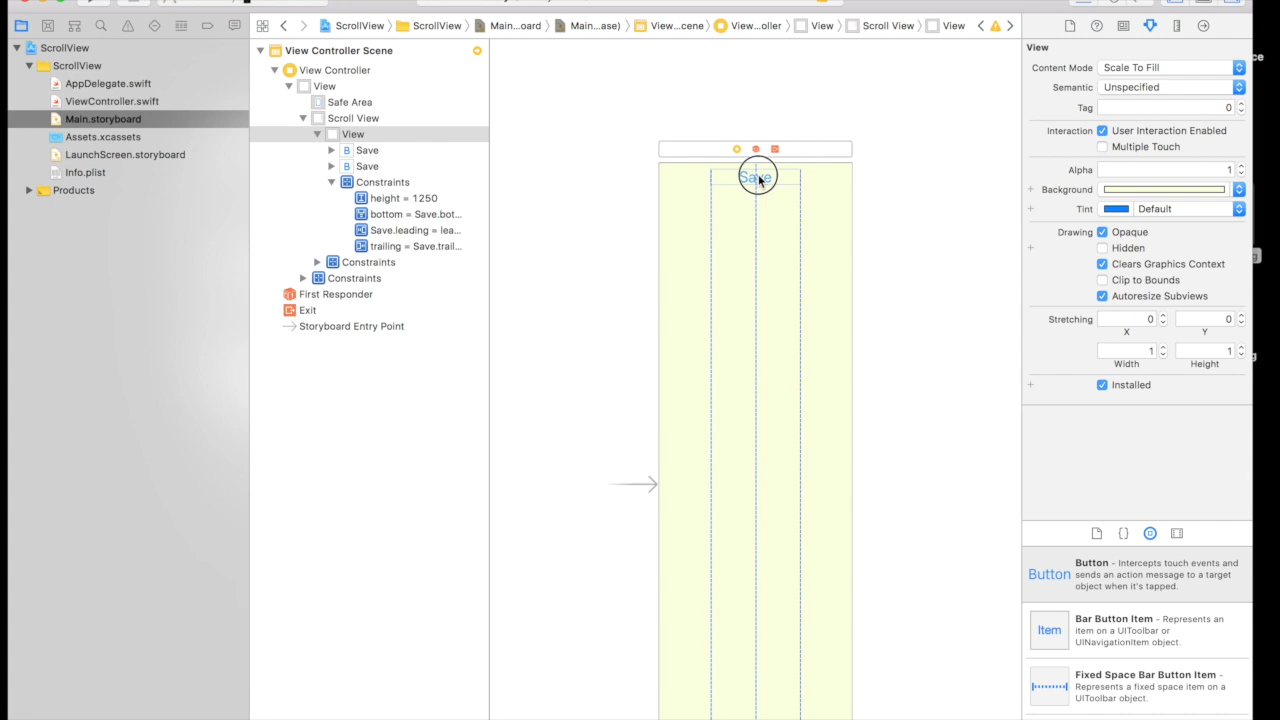 ScrollView
ScrollView
Main...oard
Main...ase)
View...cene
View...oller
View
Scroll View
View
ScrollView
ScrollView
AppDelegate.swift
ViewController.swift
Main.storyboard
Assets.xcassets
LaunchScreen.storyboard
Info.plist
Products
View Controller Scene
View Controller
View
Safe Area
Scroll View
View
B Save
B Save
Constraints
height = 1250
bottom = Save.bot...
Save.leading = lea...
trailing = Save.trail...
Constraints
Constraints
First Responder
Exit
Storyboard Entry Point
Save
View
Content Mode Scale To Fill
Semantic Unspecified
Tag 0
Interaction User Interaction Enabled
Multiple Touch
Alpha 1
Background
Tint Default
Drawing Opaque
Hidden
Clears Graphics Context
Clip to Bounds
Autoresize Subviews
Stretching 0 0
X Y
1 1
Width Height
Installed
Button
Button - Intercepts touch events and
sends an action message to a target
object when it's tapped.
Item
Bar Button Item - Represents an
item on a UIToolbar or
UINavigationItem object.
Fixed Space Bar Button Item -
Represents a fixed space item on a
UIToolbar object.